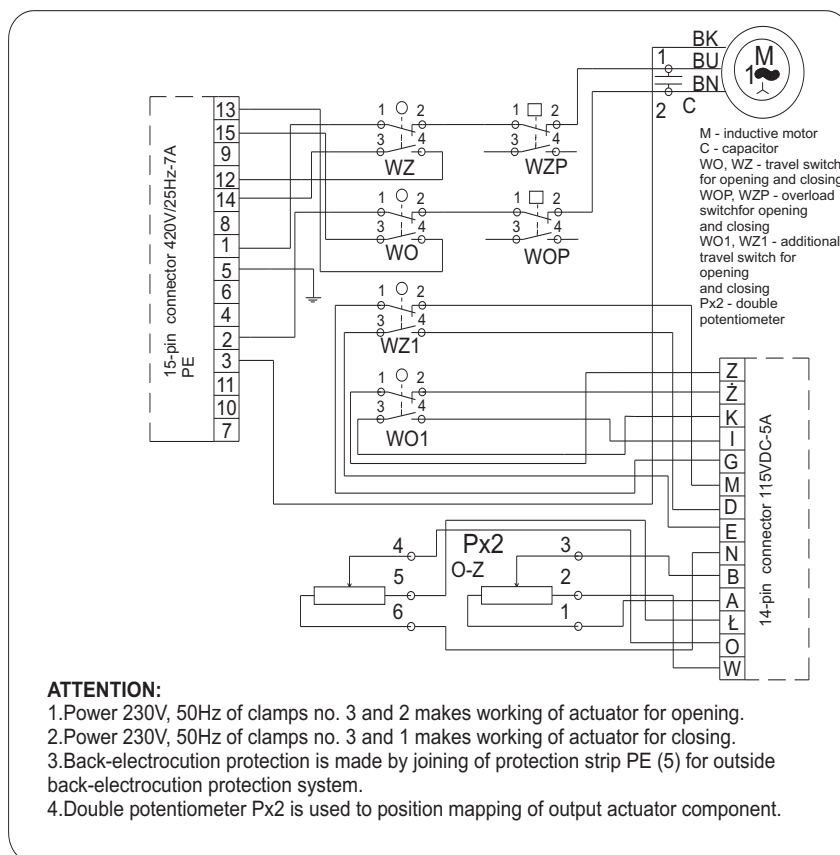 BK
BU
BN
1
2 C
M
1
M - inductive motor
C - capacitor
WO, WZ - travel switch
for opening and closing
WOP, WZP - overload
switchfor opening
and closing
WO1, WZ1 - additional
travel switch for
opening
and closing
Px2 - double
potentiometer
15-pin connector 420V/25Hz-7A
PE
13
15
9
12
14
8
1
5
6
4
2
3
11
10
7
1 2
3 4
WZ
1 2
3 4
WZP
1 2
3 4
WO
1 2
3 4
WOP
1 2
3 4
WZ1
1 2
3 4
WO1
Z
Ż
K
I
G
M
D
E
N
B
A
Ł
O
W
14-pin connector 115VDC-5A
4
5
6
Px2
O-Z
3
2
1
ATTENTION:
1.Power 230V, 50Hz of clamps no. 3 and 2 makes working of actuator for opening.
2.Power 230V, 50Hz of clamps no. 3 and 1 makes working of actuator for closing.
3.Back-electrocution protection is made by joining of protection strip PE (5) for outside
back-electrocution protection system.
4.Double potentiometer Px2 is used to position mapping of output actuator component.